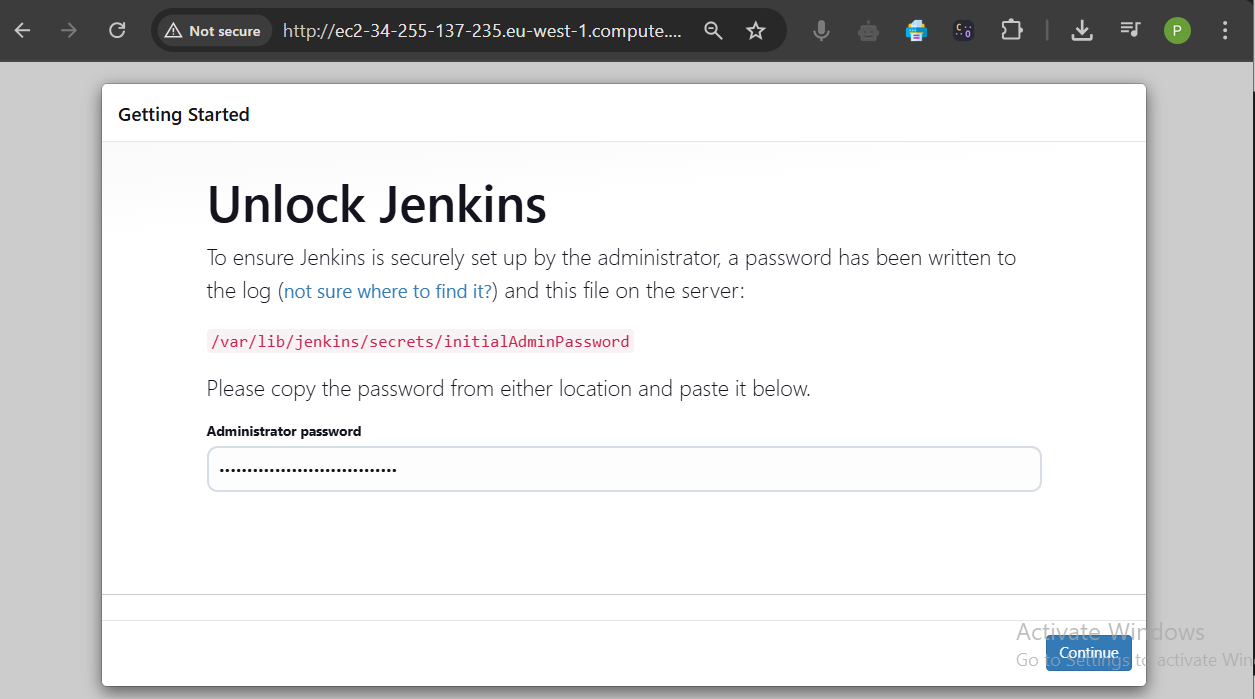 Not secure http://ec2-34-255-137-235.eu-west-1.compute.... P
Getting Started
Unlock Jenkins
To ensure Jenkins is securely set up by the administrator, a password has been written to
the log (not sure where to find it?) and this file on the server:
/var/lib/jenkins/secrets/initialAdminPassword
Please copy the password from either location and paste it below.
Administrator password
Activate Windows
Continue
Go to Settings to activate Win